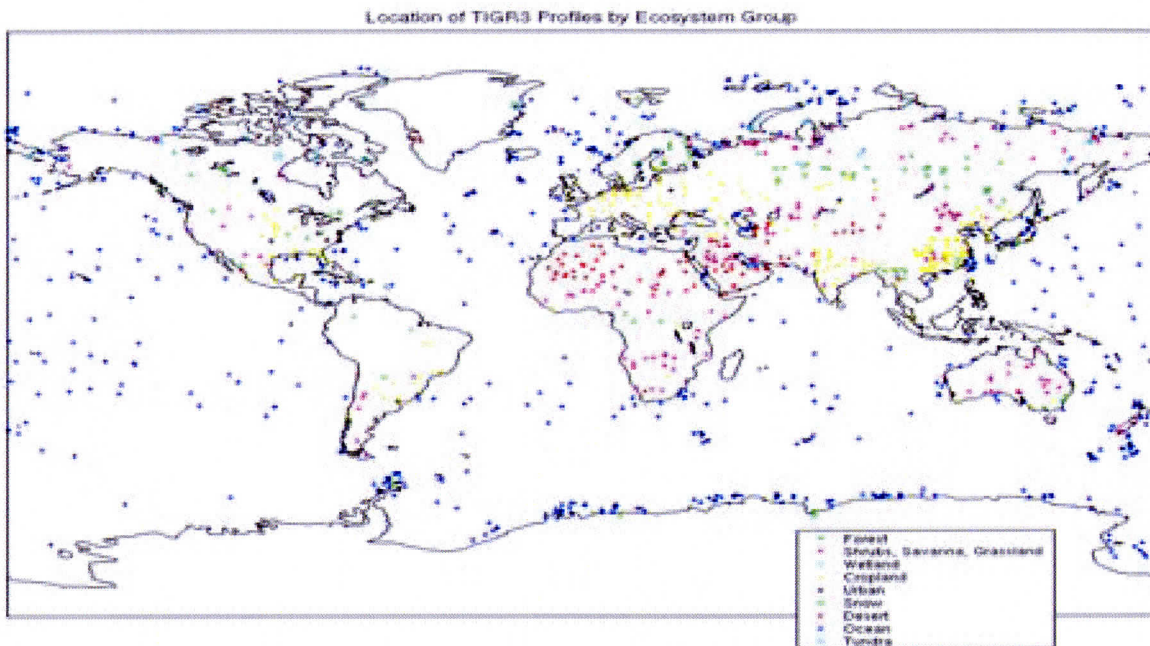 Location of TIGR3 Profiles by Ecosystem Group
Forest
Shrubs, Savanna, Grassland
Wetland
Cropland
Urban
Snow
Desert
Ocean
Tundra